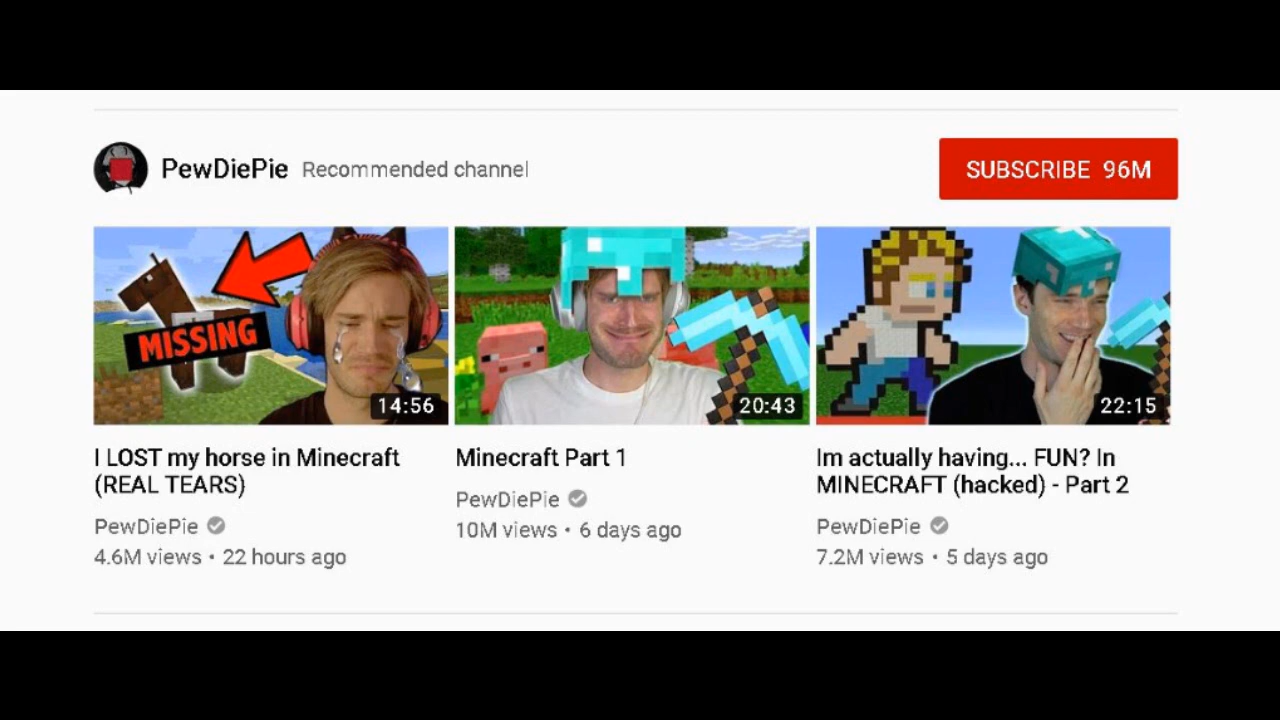 PewDiePie Recommended channel
SUBSCRIBE 96M
MISSING
14:56
20:43
22:15
I LOST my horse in Minecraft
(REAL TEARS)
PewDiePie
4.6M views • 22 hours ago
Minecraft Part 1
PewDiePie
10M views • 6 days ago
Im actually having... FUN? In
MINECRAFT (hacked) - Part 2
PewDiePie
7.2M views • 5 days ago